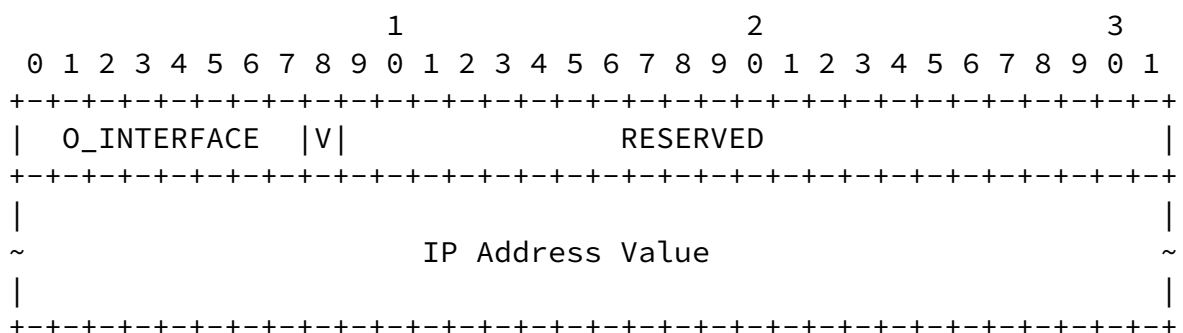 1                   2                   3
 0 1 2 3 4 5 6 7 8 9 0 1 2 3 4 5 6 7 8 9 0 1 2 3 4 5 6 7 8 9 0 1
+-+-+-+-+-+-+-+-+-+-+-+-+-+-+-+-+-+-+-+-+-+-+-+-+-+-+-+-+-+-+-+-+
|  O_INTERFACE  |V|               RESERVED                      |
+-+-+-+-+-+-+-+-+-+-+-+-+-+-+-+-+-+-+-+-+-+-+-+-+-+-+-+-+-+-+-+-+
|                                                               |
~                      IP Address Value                         ~
|                                                               |
+-+-+-+-+-+-+-+-+-+-+-+-+-+-+-+-+-+-+-+-+-+-+-+-+-+-+-+-+-+-+-+-+